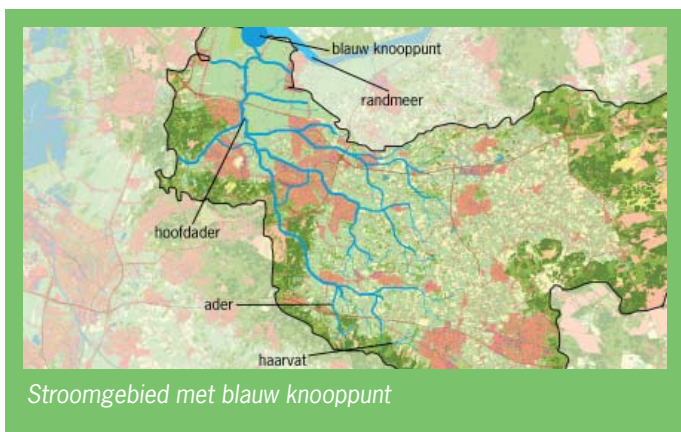 blauw knooppunt
randmeer
hoofdader
ader
haarvat
Stroomgebied met blauw knooppunt